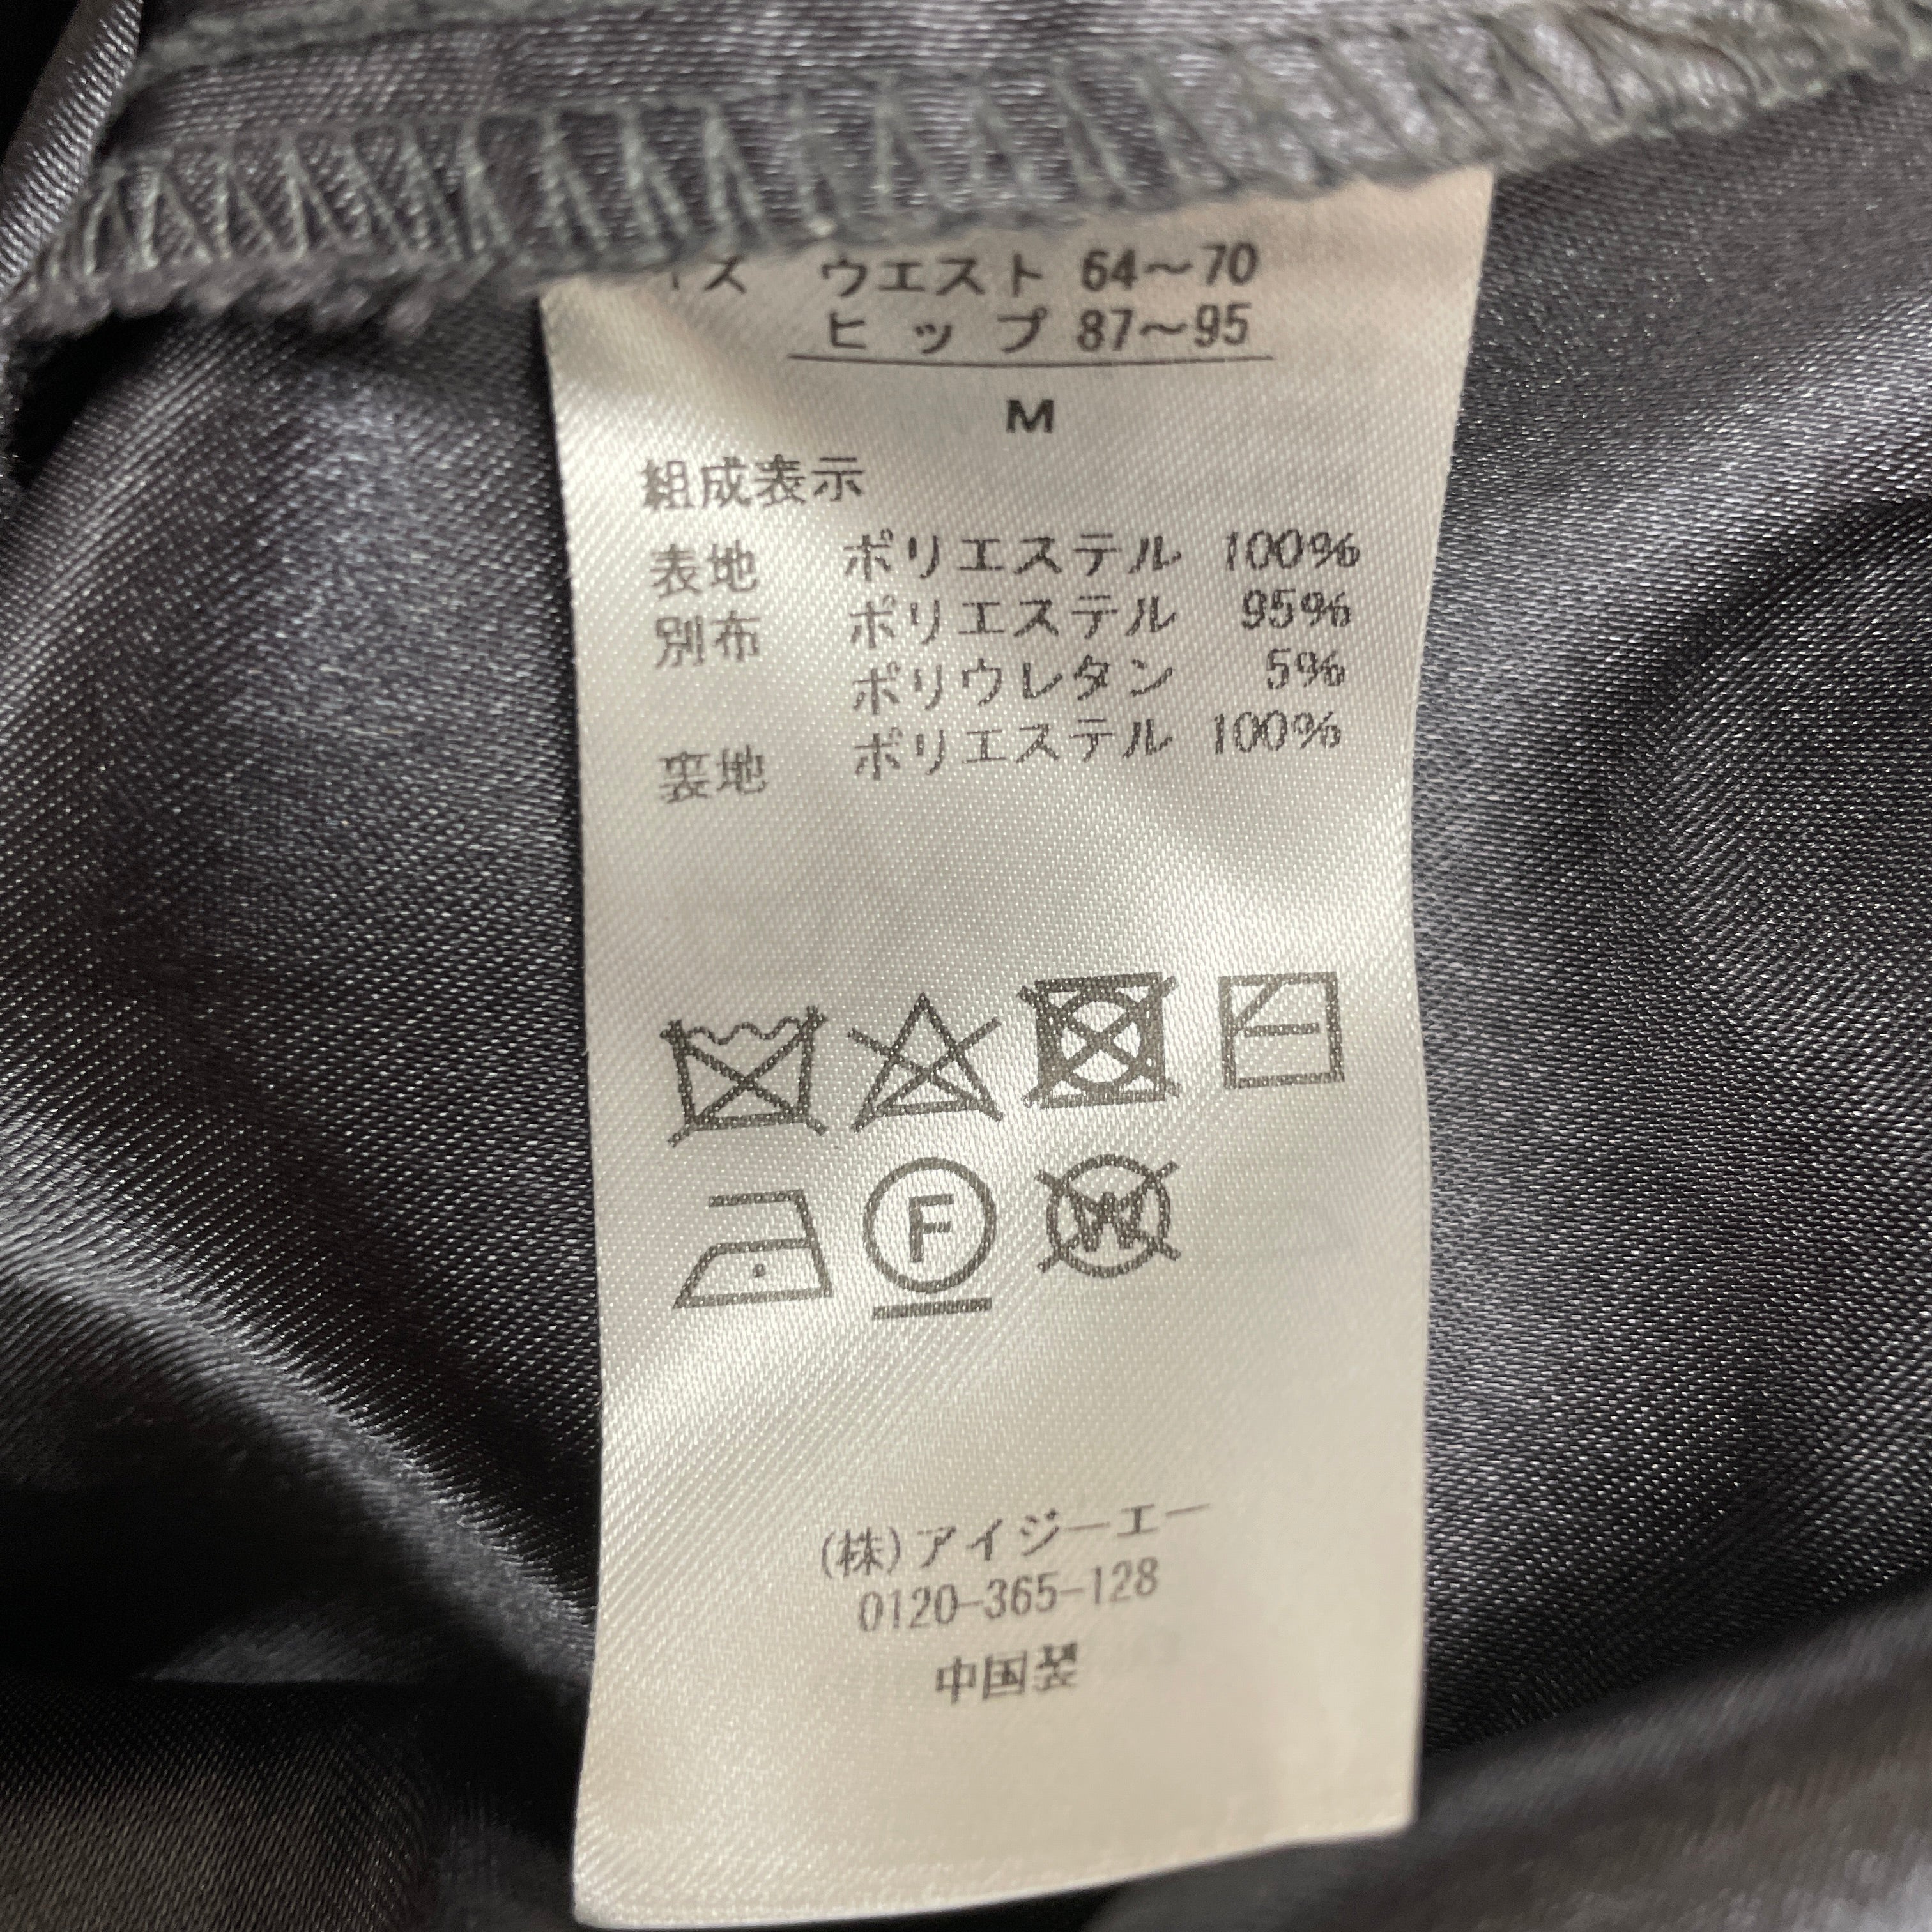 イズ ウエスト 64～70
ヒップ 87～95
M
組成表示
表地 ポリエステル 100%
別布 ポリエステル 95%
ポリウレタン 5%
裏地 ポリエステル 100%
F W
(株)アイジーエー
0120-365-128
中国製